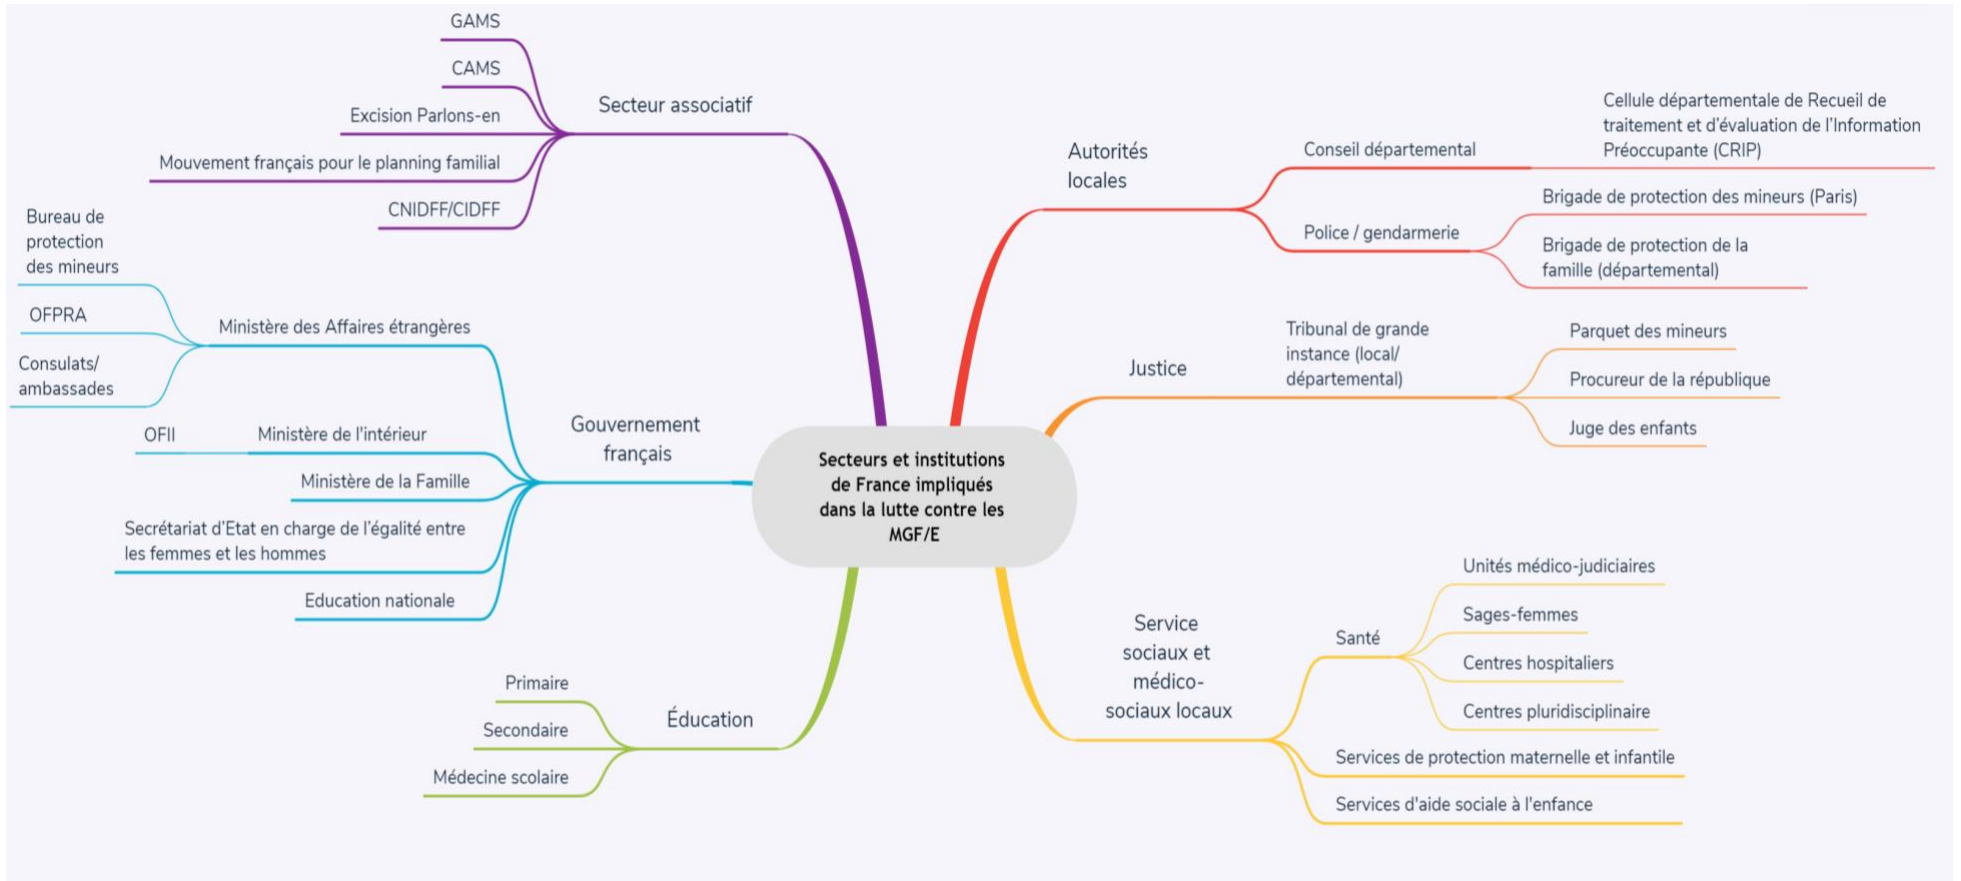 Secteurs et institutions
de France impliqués
dans la lutte contre les
MGF/E
Secteur associatif
GAMS
CAMS
Excision Parlons-en
Mouvement français pour le planning familial
CNIDFF/CIDFF
Gouvernement
français
Ministère des Affaires étrangères
Bureau de
protection
des mineurs
OFPRA
Consulats/
ambassades
Ministère de l'intérieur
OFII
Ministère de la Famille
Secrétariat d'Etat en charge de l'égalité entre
les femmes et les hommes
Education nationale
Éducation
Primaire
Secondaire
Médecine scolaire
Autorités
locales
Conseil départemental
Cellule départementale de Recueil de
traitement et d'évaluation de l'Information
Préoccupante (CRIP)
Police / gendarmerie
Brigade de protection des mineurs (Paris)
Brigade de protection de la
famille (départemental)
Justice
Tribunal de grande
instance (local/
départemental)
Parquet des mineurs
Procureur de la république
Juge des enfants
Service
sociaux et
médico-
sociaux locaux
Santé
Unités médico-judiciaires
Sages-femmes
Centres hospitaliers
Centres pluridisciplinaire
Services de protection maternelle et infantile
Services d'aide sociale à l'enfance